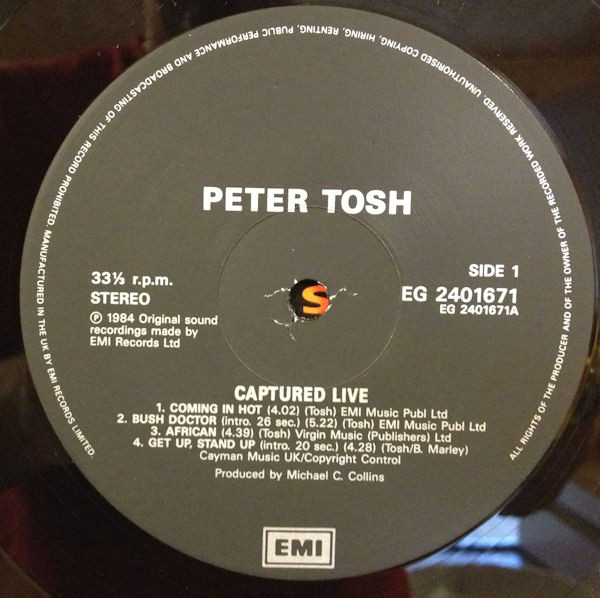 PETER TOSH
33⅓ r.p.m.
STEREO
Ⓟ 1984 Original sound
recordings made by
EMI Records Ltd
SIDE 1
EG 2401671
EG 2401671A
S
CAPTURED LIVE
1. COMING IN HOT (4.02) (Tosh) EMI Music Publ Ltd
2. BUSH DOCTOR (intro. 26 sec.) (5.22) (Tosh) EMI Music Publ Ltd
3. AFRICAN (4.39) (Tosh) Virgin Music (Publishers) Ltd
4. GET UP, STAND UP (intro. 20 sec.) (4.28) (Tosh/B. Marley)
Cayman Music UK/Copyright Control
Produced by Michael C. Collins
EMI
ALL RIGHTS OF THE PRODUCER AND OF THE OWNER OF THE RECORDED WORK RESERVED. UNAUTHORISED COPYING, HIRING, RENTING, PUBLIC PERFORMANCE AND BROADCASTING OF THIS RECORD PROHIBITED. MANUFACTURED IN THE UK BY EMI RECORDS LIMITED.